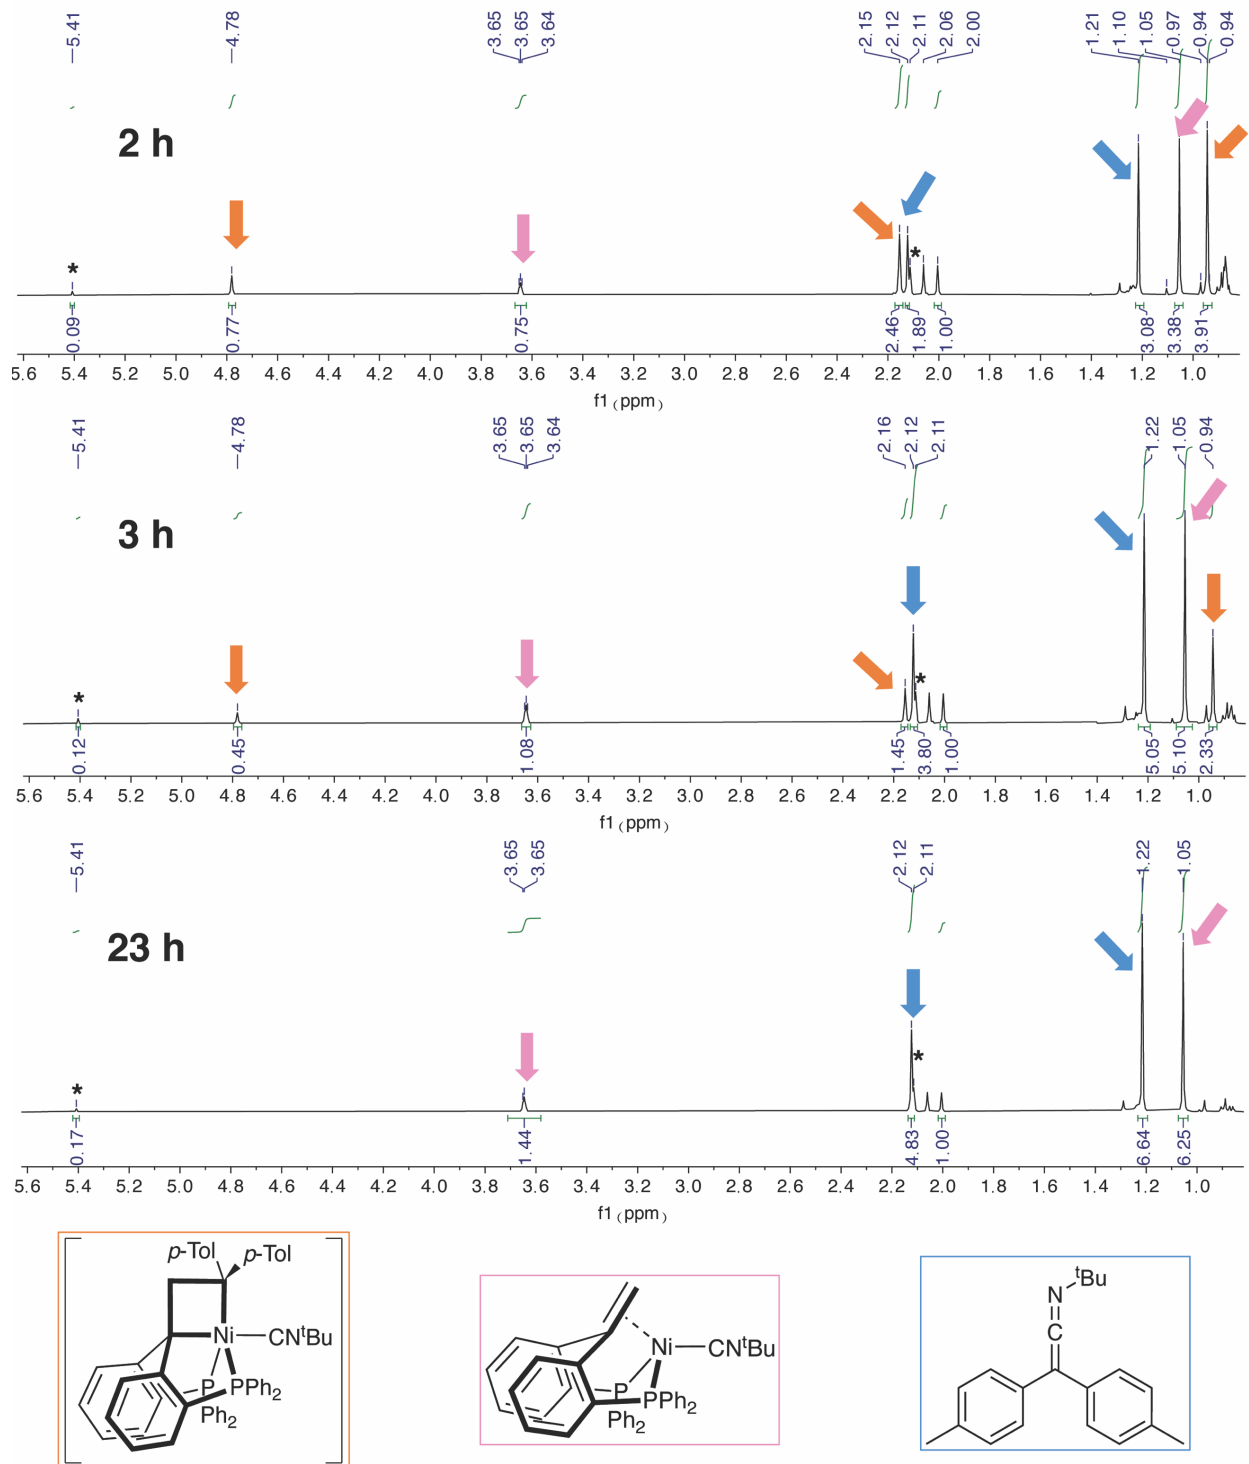 5.41 4.78 3.65 3.65 3.64 2.15 2.12 2.11 2.06 2.00 1.21 1.10 1.05 0.97 0.94 0.94
2 h
* *
0.09 0.77 0.75 2.46 1.89 1.00 3.08 3.38 3.91
5.6 5.4 5.2 5.0 4.8 4.6 4.4 4.2 4.0 3.8 3.6 3.4 3.2 3.0 2.8 2.6 2.4 2.2 2.0 1.8 1.6 1.4 1.2 1.0
f1 (ppm)
5.41 4.78 3.65 3.65 3.64 2.16 2.12 2.11 1.22 1.05 0.94
3 h
* *
0.12 0.45 1.08 1.45 3.80 1.00 5.05 5.10 2.33
5.6 5.4 5.2 5.0 4.8 4.6 4.4 4.2 4.0 3.8 3.6 3.4 3.2 3.0 2.8 2.6 2.4 2.2 2.0 1.8 1.6 1.4 1.2 1.0
f1 (ppm)
5.41 3.65 3.65 2.12 2.11 1.22 1.05
23 h
* *
0.17 1.44 4.83 1.00 6.64 6.25
5.6 5.4 5.2 5.0 4.8 4.6 4.4 4.2 4.0 3.8 3.6 3.4 3.2 3.0 2.8 2.6 2.4 2.2 2.0 1.8 1.6 1.4 1.2 1.0
f1 (ppm)
p-Tol p-Tol
Ni CNᵗBu
P PPh₂
Ph₂
Ni CNᵗBu
P PPh₂
Ph₂
ᵗBu
N
C